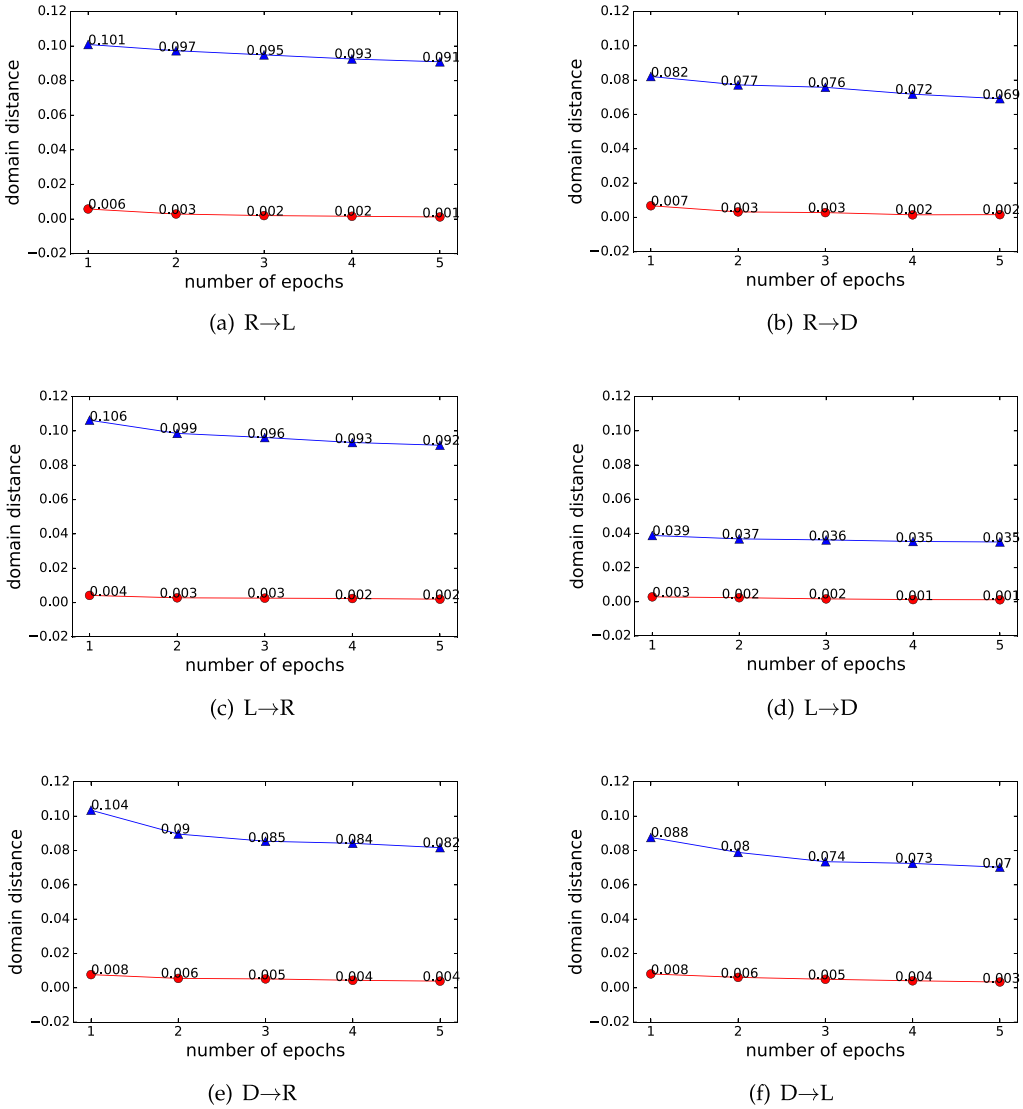 0.12
0.10
0.08
0.06
0.04
0.02
0.00
−0.02
domain distance
0.101 0.097 0.095 0.093 0.091
0.006 0.003 0.002 0.002 0.001
1 2 3 4 5
number of epochs
(a) R→L
0.12
0.10
0.08
0.06
0.04
0.02
0.00
−0.02
domain distance
0.082 0.077 0.076 0.072 0.069
0.007 0.003 0.003 0.002 0.002
1 2 3 4 5
number of epochs
(b) R→D
0.12
0.10
0.08
0.06
0.04
0.02
0.00
−0.02
domain distance
0.106 0.099 0.096 0.093 0.092
0.004 0.003 0.003 0.002 0.002
1 2 3 4 5
number of epochs
(c) L→R
0.12
0.10
0.08
0.06
0.04
0.02
0.00
−0.02
domain distance
0.039 0.037 0.036 0.035 0.035
0.003 0.002 0.002 0.001 0.001
1 2 3 4 5
number of epochs
(d) L→D
0.12
0.10
0.08
0.06
0.04
0.02
0.00
−0.02
domain distance
0.104 0.09 0.085 0.084 0.082
0.008 0.006 0.005 0.004 0.004
1 2 3 4 5
number of epochs
(e) D→R
0.12
0.10
0.08
0.06
0.04
0.02
0.00
−0.02
domain distance
0.088 0.08 0.074 0.073 0.07
0.008 0.006 0.005 0.004 0.003
1 2 3 4 5
number of epochs
(f) D→L